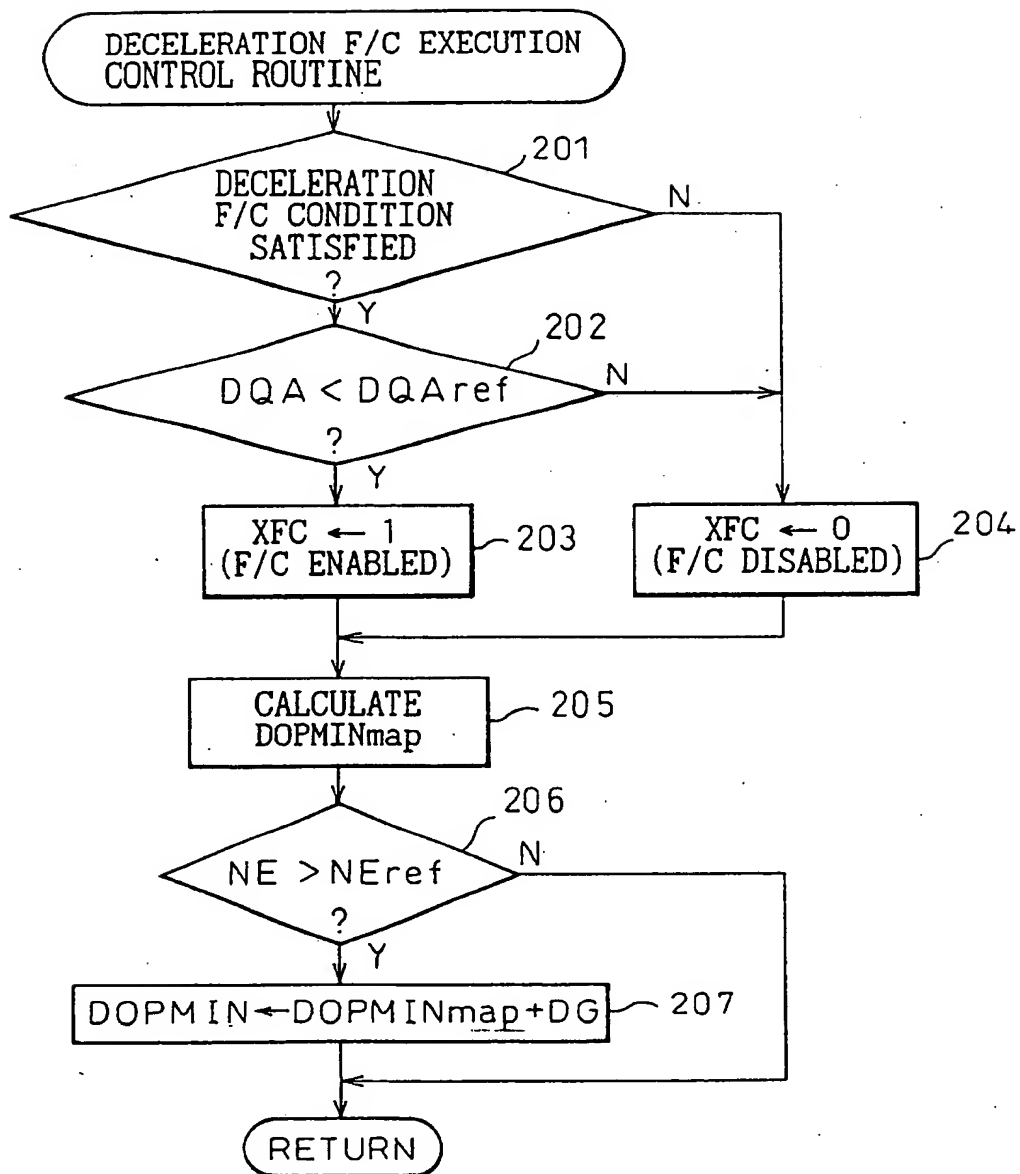 DECELERATION F/C EXECUTION
CONTROL ROUTINE
201
DECELERATION
F/C CONDITION
SATISFIED
?
N
Y
202
DQA < DQAref
?
N
Y
XFC ← 1
(F/C ENABLED)
203
XFC ← 0
(F/C DISABLED)
204
CALCULATE
DOPMINmap
205
206
NE > NEref
?
N
Y
DOPMIN←DOPMINmap+DG
207
RETURN